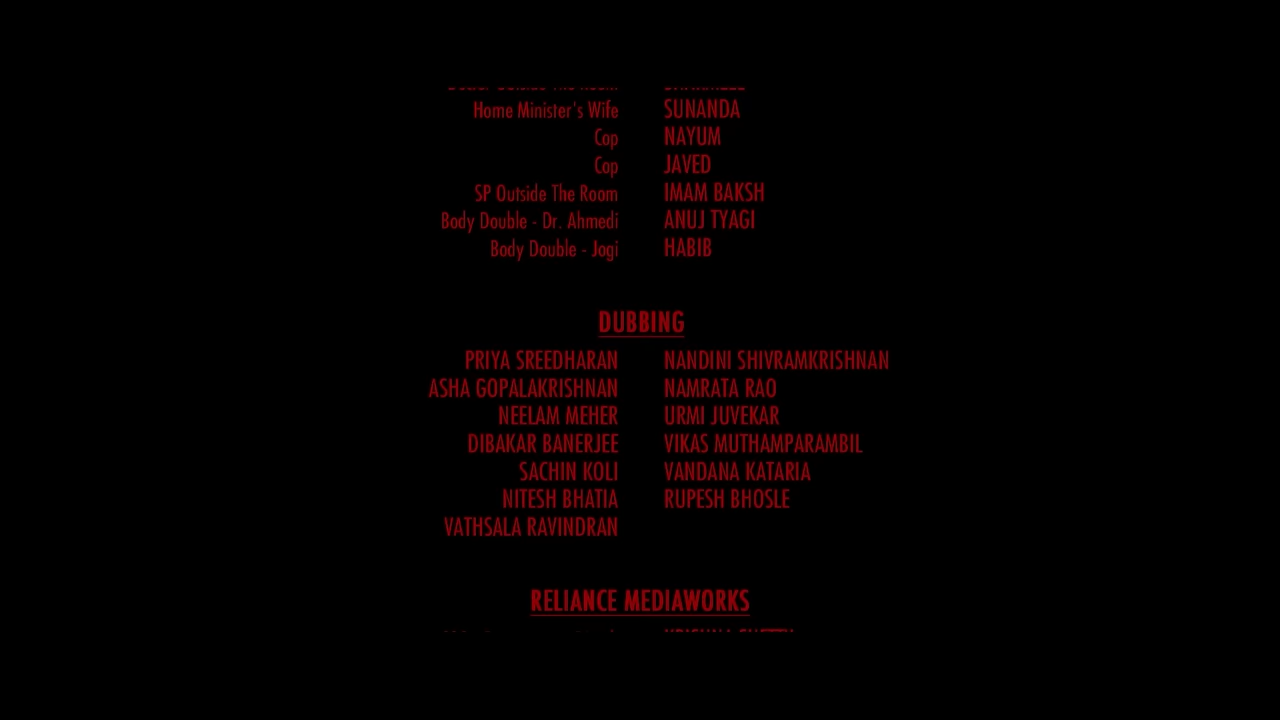 Home Minister's Wife SUNANDA
Cop NAYUM
Cop JAVED
SP Outside The Room IMAM BAKSH
Body Double - Dr. Ahmedi ANUJ TYAGI
Body Double - Jogi HABIB
DUBBING
PRIYA SREEDHARAN NANDINI SHIVRAMKRISHNAN
ASHA GOPALAKRISHNAN NAMRATA RAO
NEELAM MEHER URMI JUVEKAR
DIBAKAR BANERJEE VIKAS MUTHAMPARAMBIL
SACHIN KOLI VANDANA KATARIA
NITESH BHATIA RUPESH BHOSLE
VATHSALA RAVINDRAN
RELIANCE MEDIAWORKS